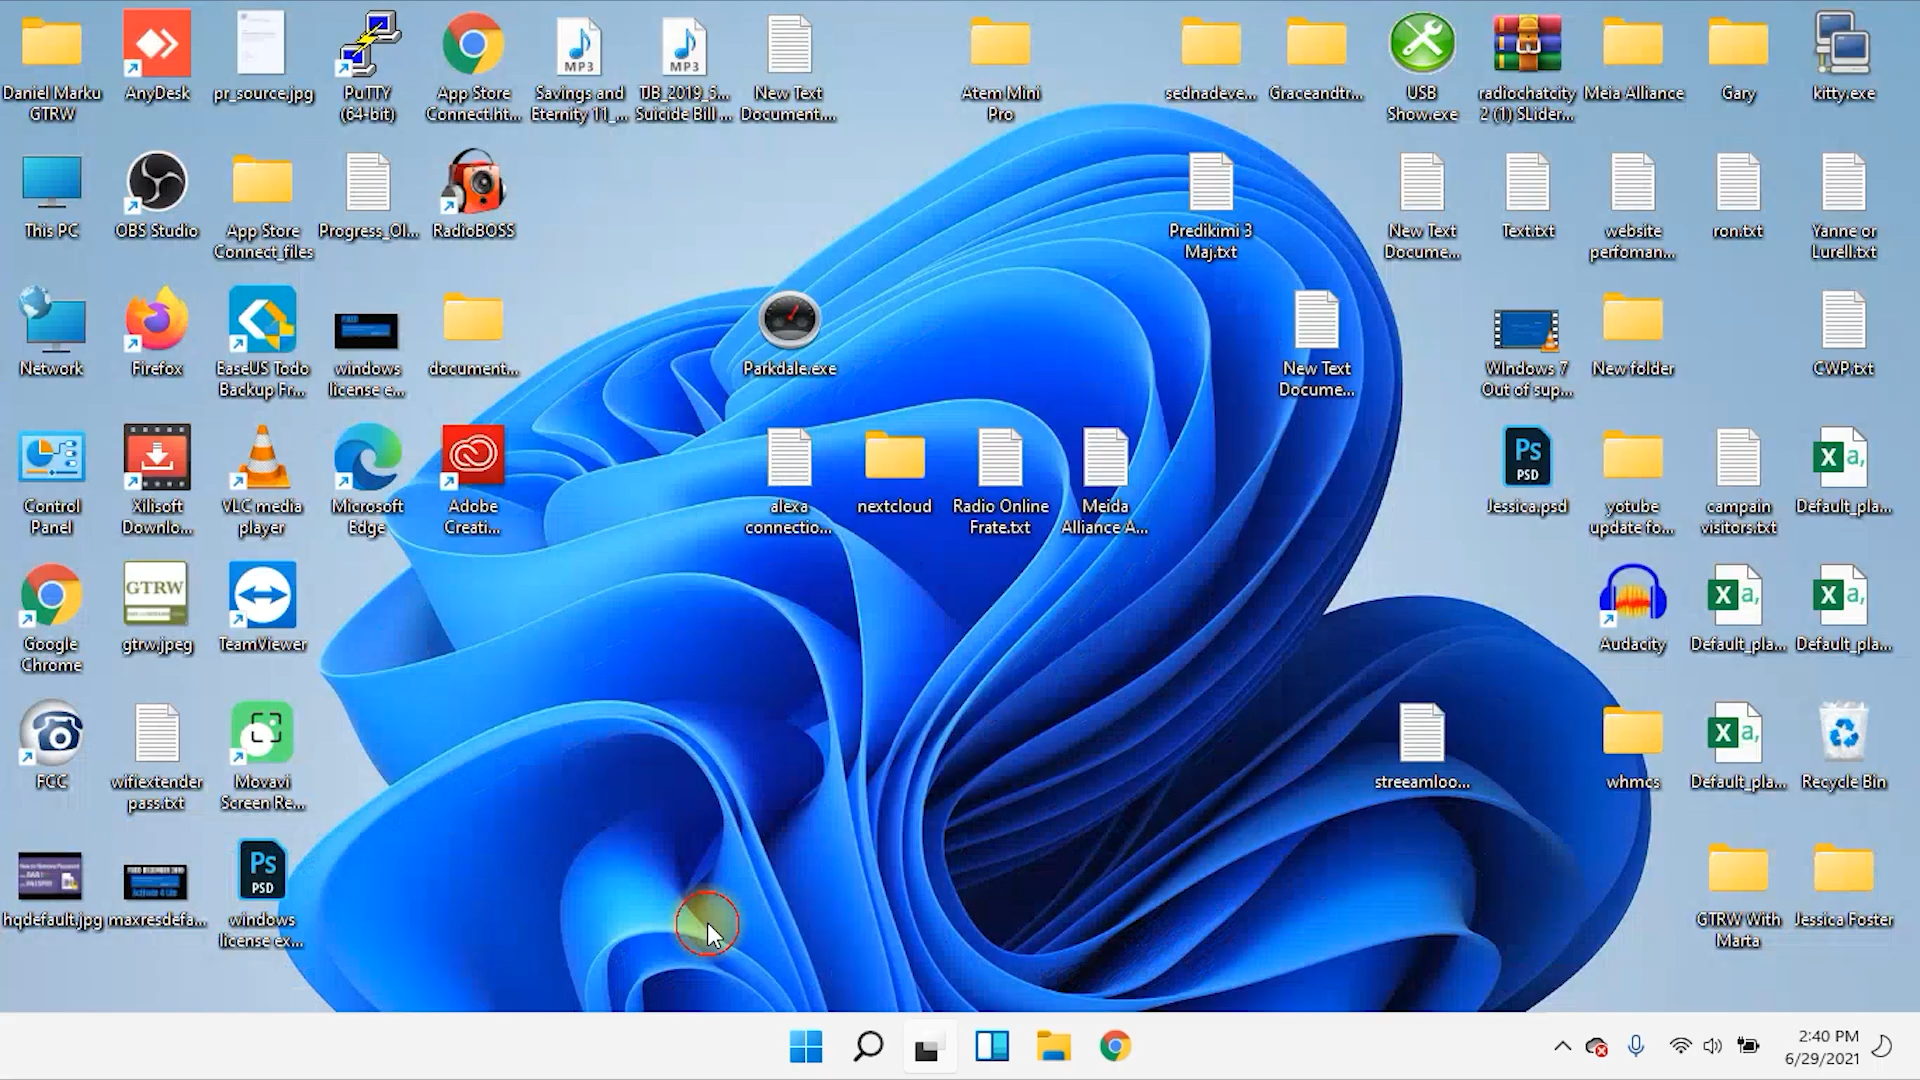 Daniel Marku
GTRW
AnyDesk
pr_source.jpg
PuTTY
(64-bit)
App Store
Connect.ht...
MP3
Savings and
Eternity 11_...
MP3
TJB_2019_5...
Suicide Bill ...
New Text
Document....
Atem Mini
Pro
sednadeve...
Graceandtr...
USB
Show.exe
radiochatcity
2 (1) SLider...
Meia Alliance
Gary
kitty.exe
This PC
OBS Studio
App Store
Connect_files
Progress_Ol...
RadioBOSS
Predikimi 3
Maj.txt
New Text
Docume...
Text.txt
website
perfoman...
ron.txt
Yanne or
Lurell.txt
Network
Firefox
EaseUS Todo
Backup Fr...
windows
license e...
document...
Parkdale.exe
New Text
Docume...
WIndows 7
Out of sup...
New folder
CWP.txt
Control
Panel
Xilisoft
Downlo...
VLC media
player
Microsoft
Edge
Adobe
Creati...
alexa
connectio...
nextcloud
Radio Online
Frate.txt
Meida
Alliance A...
Ps
PSD
Jessica.psd
yotube
update fo...
campain
visitors.txt
X a,
Default_pla...
Google
Chrome
GTRW
gtrw.jpeg
TeamViewer
Audacity
X a,
Default_pla...
X a,
Default_pla...
FCC
wifiextender
pass.txt
Movavi
Screen Re...
streamloo...
whmcs
X a,
Default_pla...
Recycle Bin
hqdefault.jpg
maxresdefa...
Ps
PSD
windows
license ex...
GTRW With
Marta
Jessica Foster
2:40 PM
6/29/2021